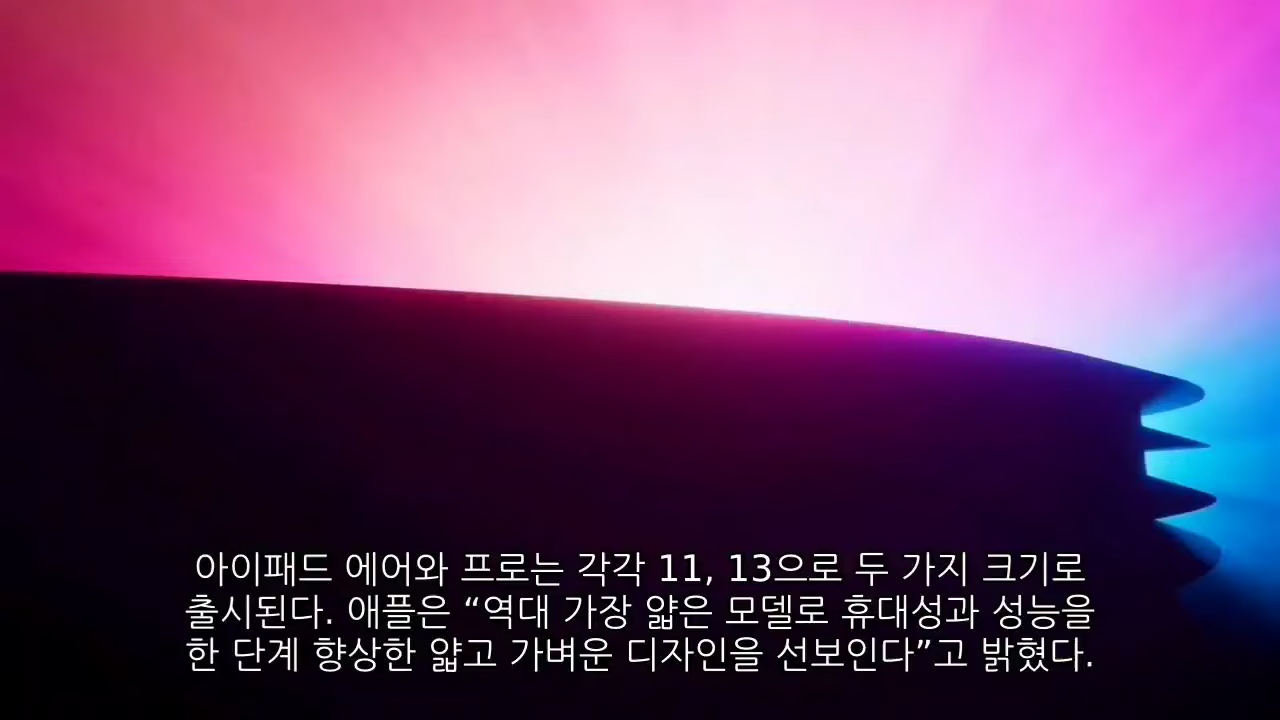 아이패드 에어와 프로는 각각 11, 13으로 두 가지 크기로
출시된다. 애플은 “역대 가장 얇은 모델로 휴대성과 성능을
한 단계 향상한 얇고 가벼운 디자인을 선보인다”고 밝혔다.